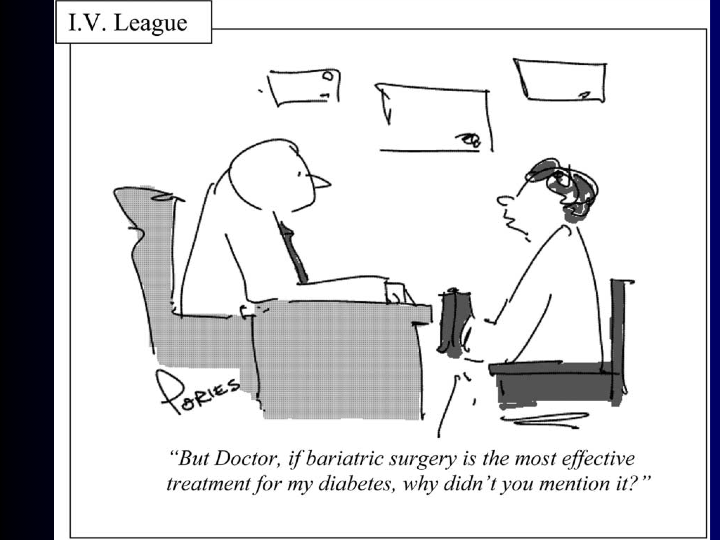 I.V. League
PORIES
“But Doctor, if bariatric surgery is the most effective
treatment for my diabetes, why didn’t you mention it?”